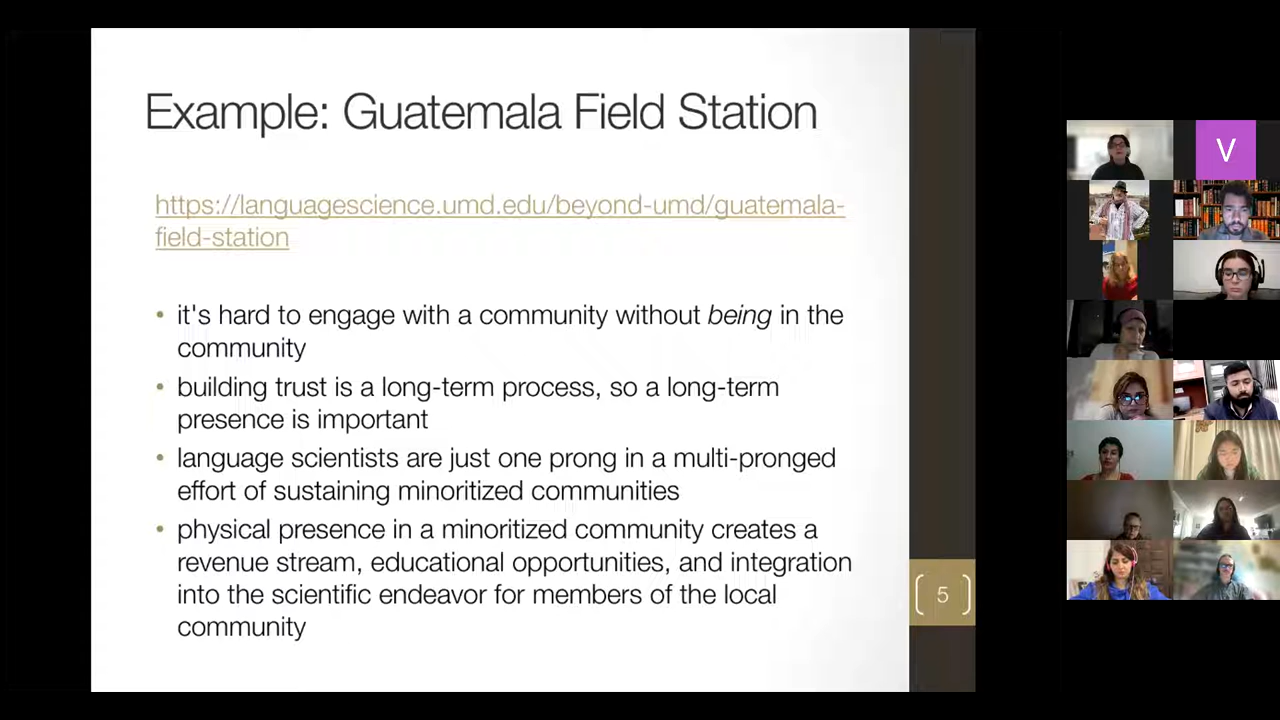 Example: Guatemala Field Station
https://languagescience.umd.edu/beyond-umd/guatemala-
field-station
• it's hard to engage with a community without being in the
community
• building trust is a long-term process, so a long-term
presence is important
• language scientists are just one prong in a multi-pronged
effort of sustaining minoritized communities
• physical presence in a minoritized community creates a
revenue stream, educational opportunities, and integration
into the scientific endeavor for members of the local
community
5
V